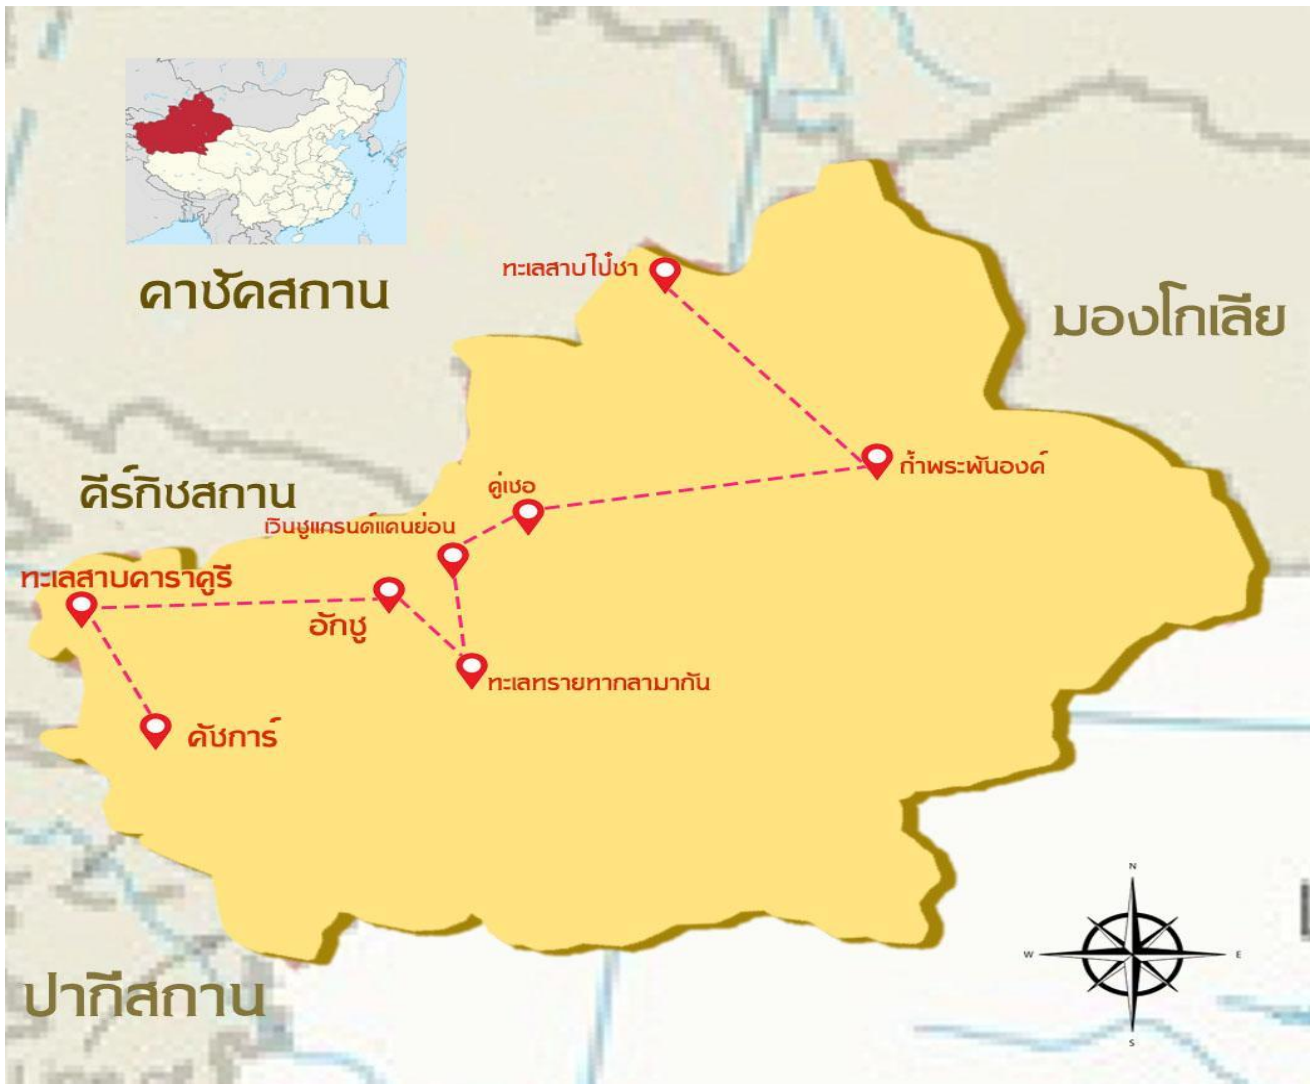 คาซัคสถาน
มองโกเลีย
ทะเลสาบไป๋ซา
ถ้ำพระพันองค์
คีร์กิซสถาน
คู่เชอ
เวินซูแกรนด์แคนย่อน
ทะเลสาบคาราคูรี
อักซู
ทะเลทรายทากลามากัน
คัชการ์
ปากีสถาน
N
W
E
S